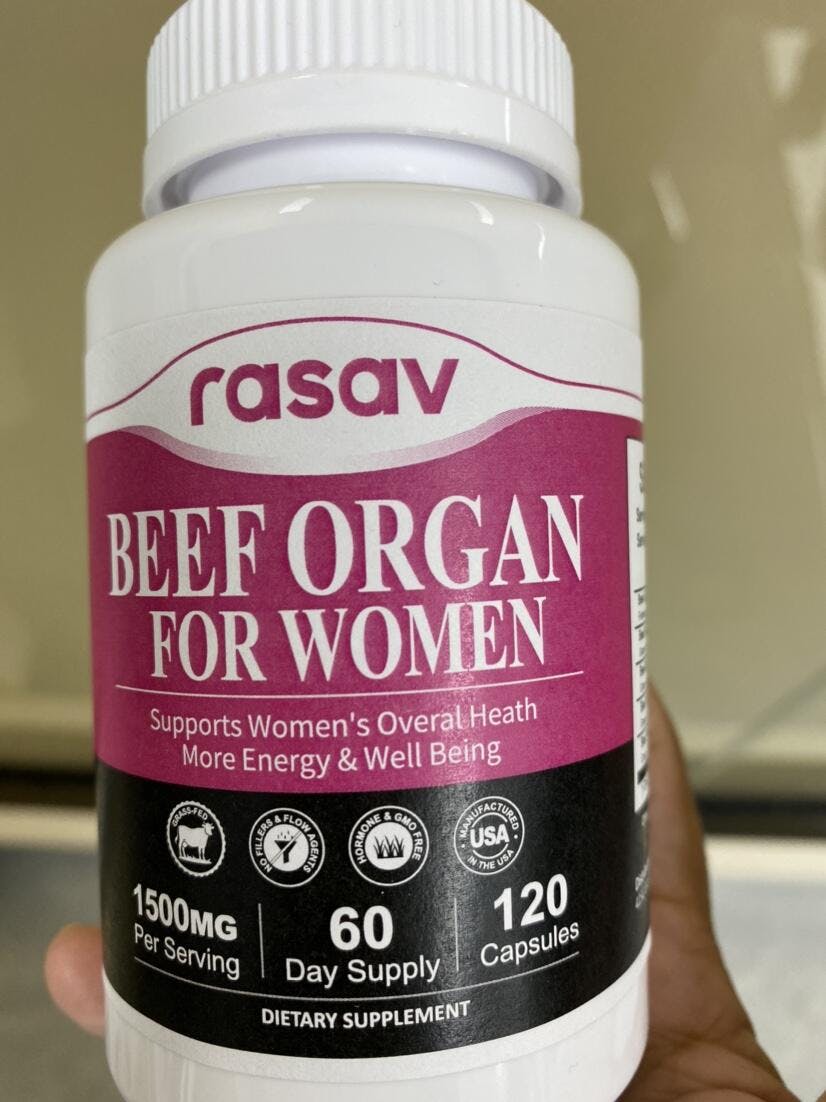 rasav
BEEF ORGAN
FOR WOMEN
Supports Women's Overal Heath
More Energy & Well Being
GRASS-FED
NO FILLERS & FLOW AGENTS
HORMONE & GMO FREE
MANUFACTURED
USA
IN THE USA
1500MG
Per Serving
60
Day Supply
120
Capsules
DIETARY SUPPLEMENT